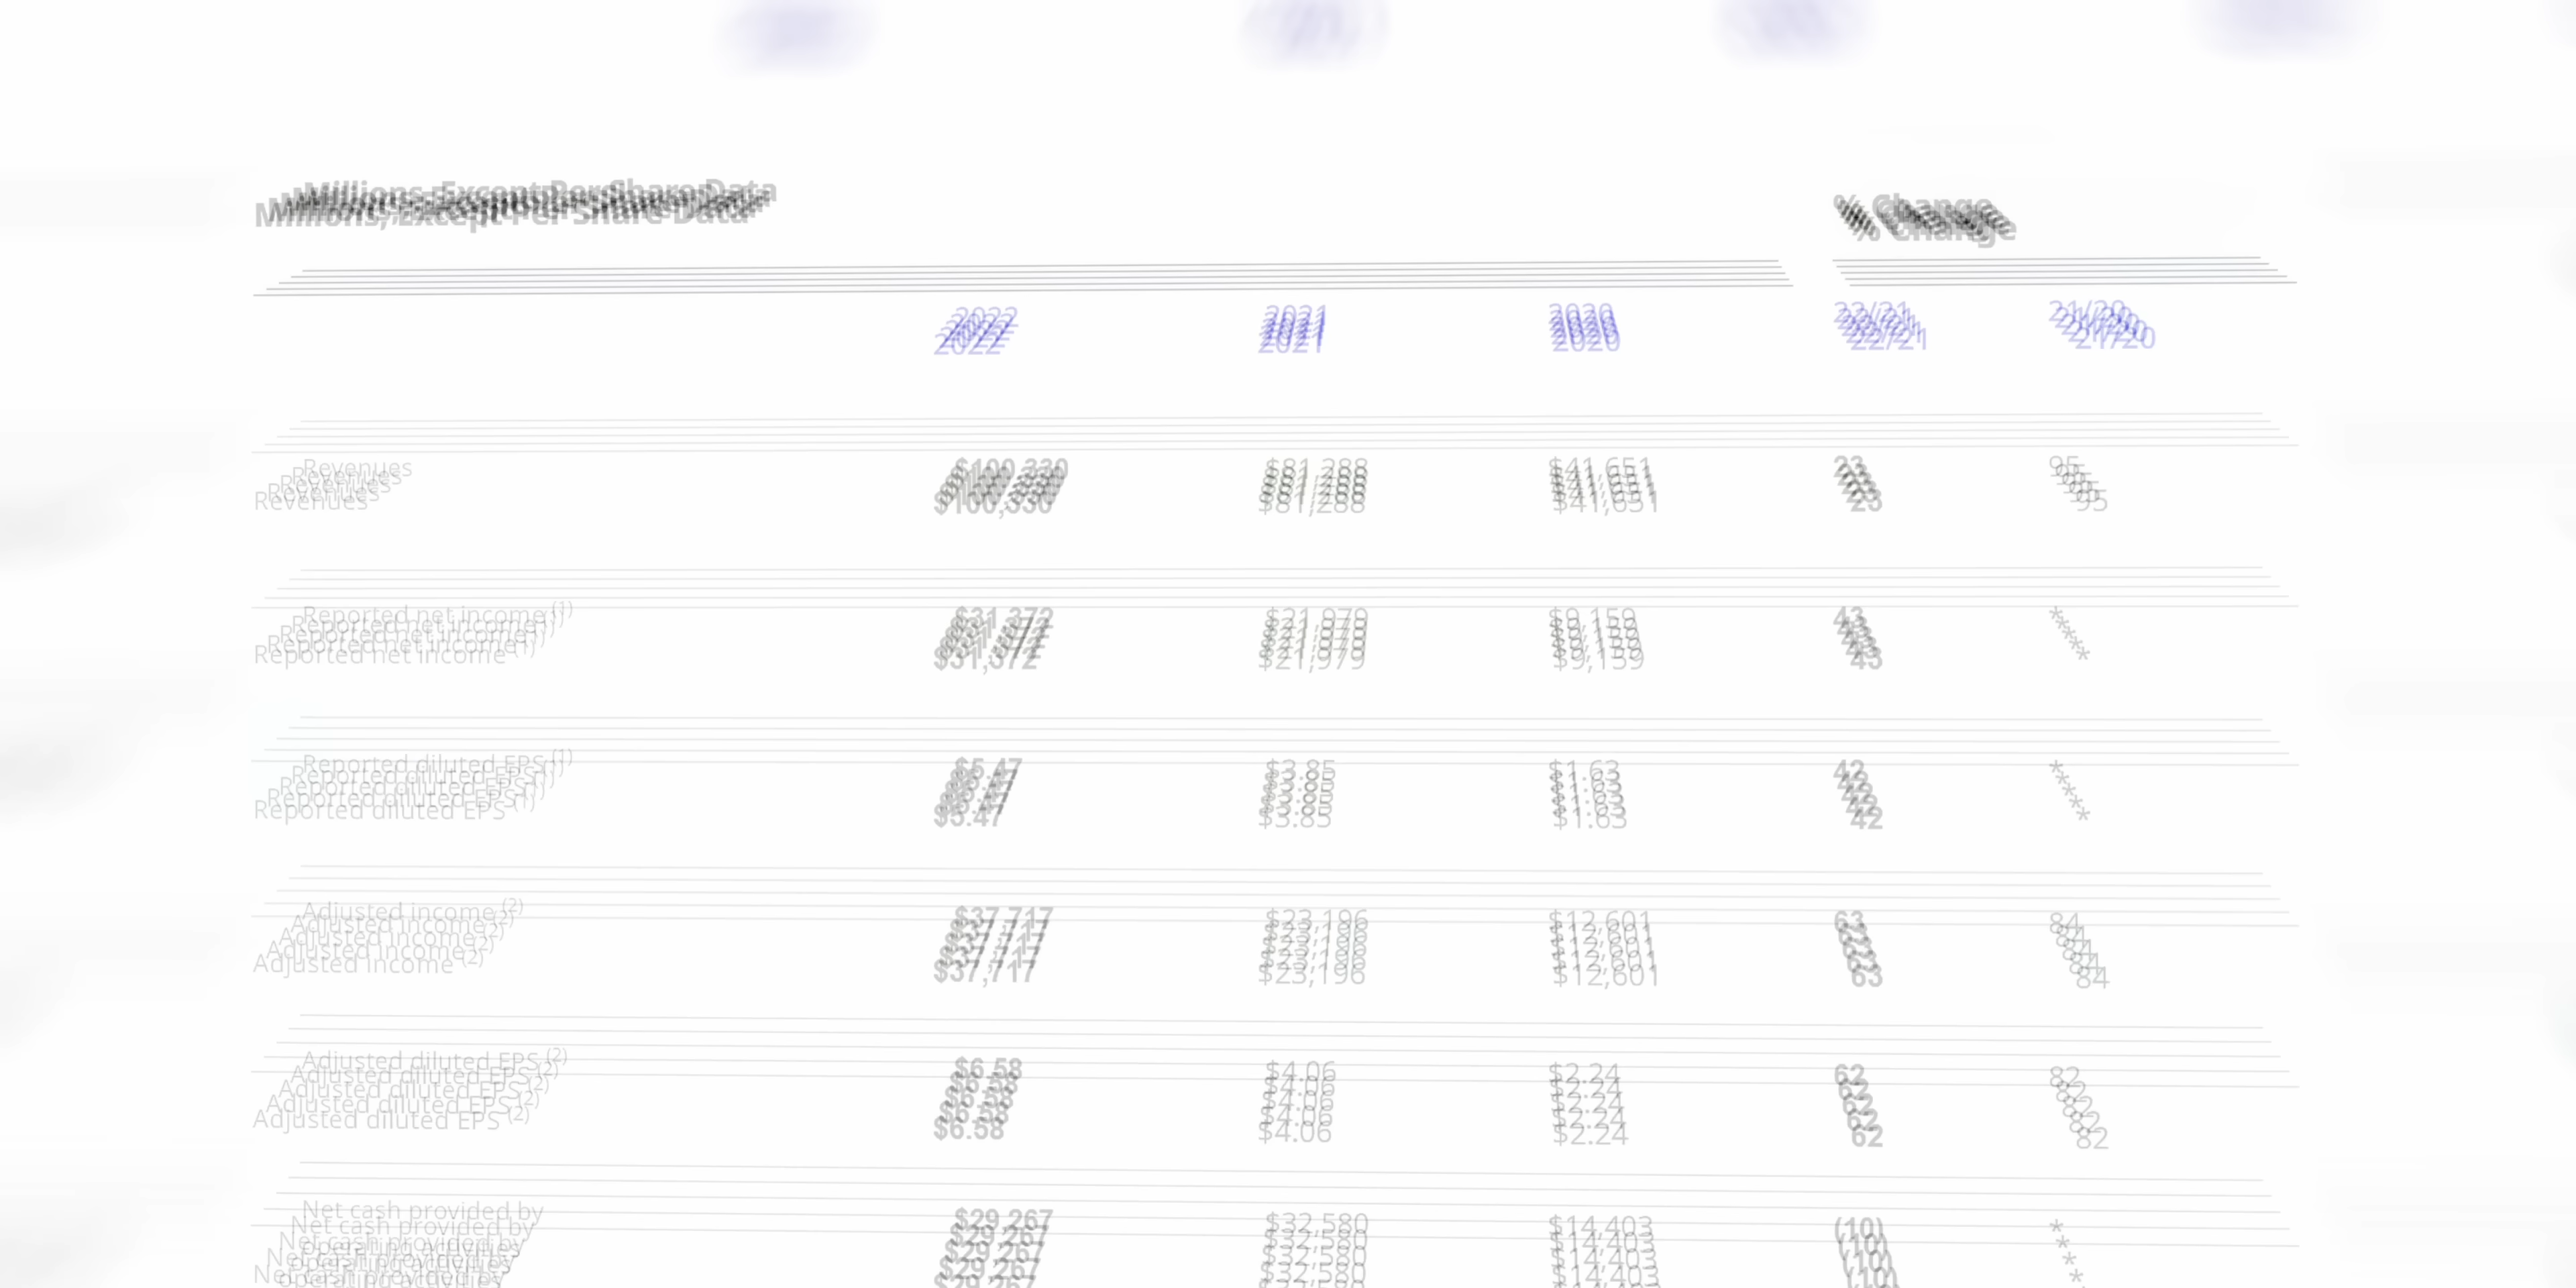 Millions, Except Per Share Data % Change
2022 2021 2020 22/21 21/20
Revenues $100,330 $81,288 $41,651 23 95
Reported net income (1) $31,372 $21,979 $9,159 43 *
Reported diluted EPS (1) $5.47 $3.85 $1.63 42 *
Adjusted income (2) $37,717 $23,196 $12,601 63 84
Adjusted diluted EPS (2) $6.58 $4.06 $2.24 62 82
Net cash provided by $29,267 $32,580 $14,403 (10) *
operating activities